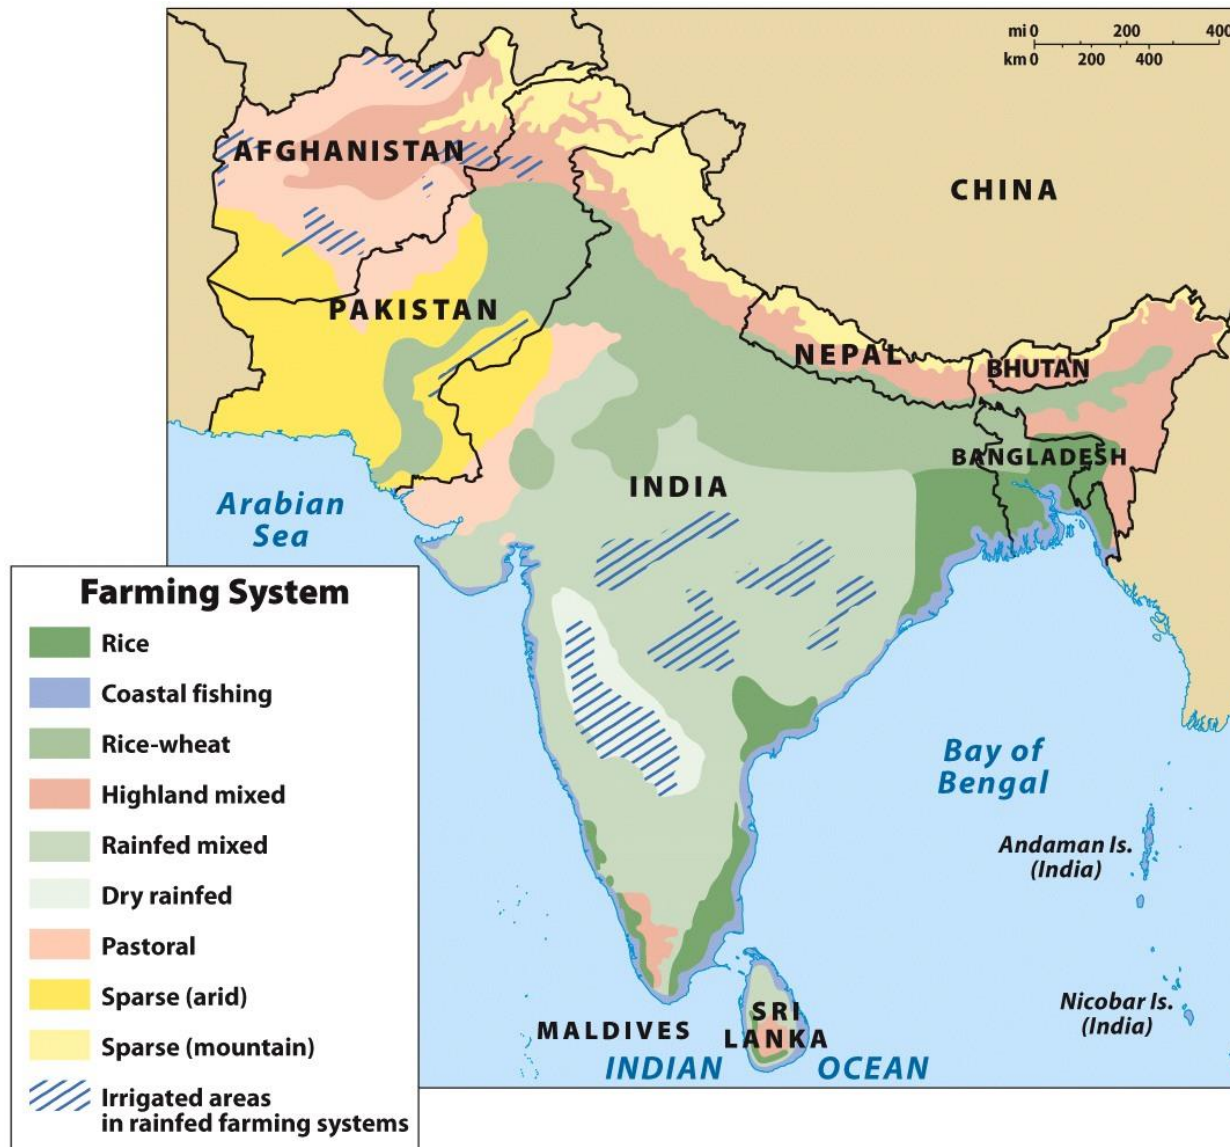 mi 0 200 400
km 0 200 400
AFGHANISTAN
CHINA
PAKISTAN
NEPAL
BHUTAN
BANGLADESH
INDIA
Arabian
Sea
Bay of
Bengal
Andaman Is.
(India)
Nicobar Is.
(India)
SRI
LANKA
MALDIVES
INDIAN OCEAN
Farming System
Rice
Coastal fishing
Rice-wheat
Highland mixed
Rainfed mixed
Dry rainfed
Pastoral
Sparse (arid)
Sparse (mountain)
Irrigated areas
in rainfed farming systems